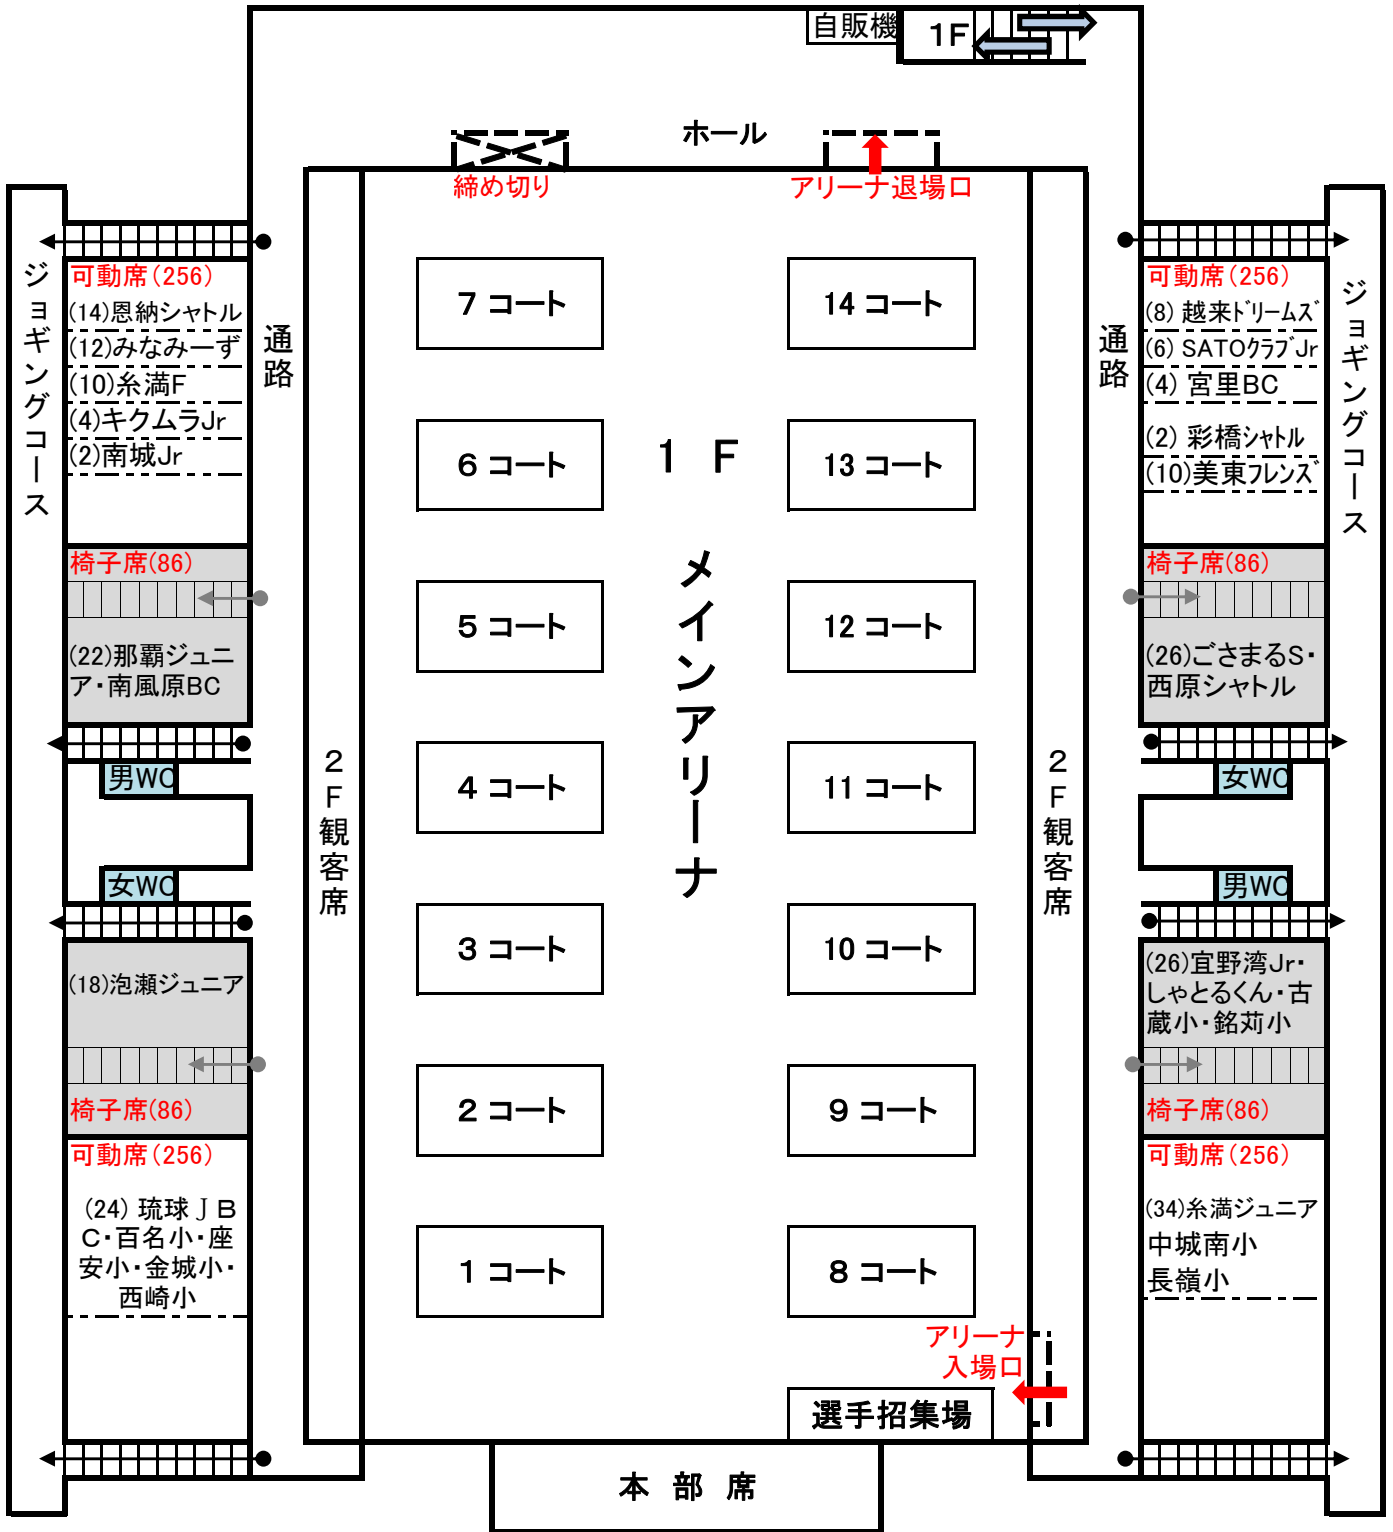 自販機
1F
ホール
締め切り
アリーナ退場口
ジョギングコース
可動席(256)
(14)恩納シャトル
(12)みなみーず
(10)糸満F
(4)キクムラJr
(2)南城Jr
通路
椅子席(86)
(22)那覇ジュニ
ア・南風原BC
男WC
女WC
(18)泡瀬ジュニア
椅子席(86)
可動席(256)
(24) 琉球JB
C・百名小・座
安小・金城小・
西崎小
2F観客席
7 コート
6 コート
5 コート
4 コート
3 コート
2 コート
1 コート
1 F
メインアリーナ
14 コート
13 コート
12 コート
11 コート
10 コート
9 コート
8 コート
アリーナ
入場口
選手招集場
本部席
2F観客席
通路
可動席(256)
(8) 越来ドリームズ
(6) SATOクラブJr
(4) 宮里BC
(2) 彩橋シャトル
(10)美東フレンズ
椅子席(86)
(26)ごさまるS・
西原シャトル
女WC
男WC
(26)宜野湾Jr・
しゃとるくん・古
蔵小・銘苅小
椅子席(86)
可動席(256)
(34)糸満ジュニア
中城南小
長嶺小
ジョギングコース